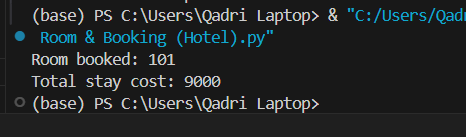 (base) PS C:\Users\Qadri Laptop> & "C:/Users/Qadr
Room & Booking (Hotel).py"
Room booked: 101
Total stay cost: 9000
(base) PS C:\Users\Qadri Laptop>